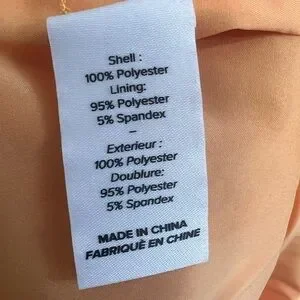 Shell :
100% Polyester
Lining:
95% Polyester
5% Spandex
–
Exterieur :
100% Polyester
Doublure:
95% Polyester
5% Spandex
MADE IN CHINA
FABRIQUÈ EN CHINE